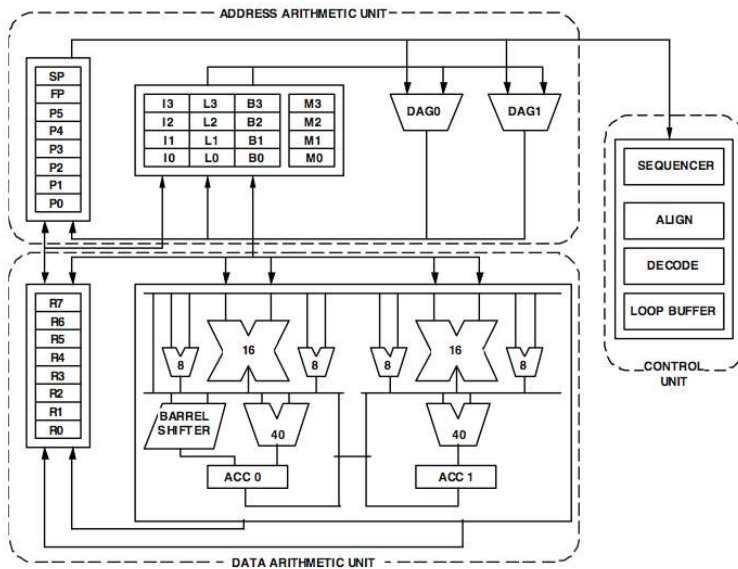 ADDRESS ARITHMETIC UNIT
SP
FP
P5
P4
P3
P2
P1
P0
I3 L3 B3 M3
I2 L2 B2 M2
I1 L1 B1 M1
I0 L0 B0 M0
DAG0 DAG1
SEQUENCER
ALIGN
DECODE
LOOP BUFFER
CONTROL
UNIT
R7
R6
R5
R4
R3
R2
R1
R0
8 16 8 8 16 8
BARREL
SHIFTER
40 40
ACC 0 ACC 1
DATA ARITHMETIC UNIT